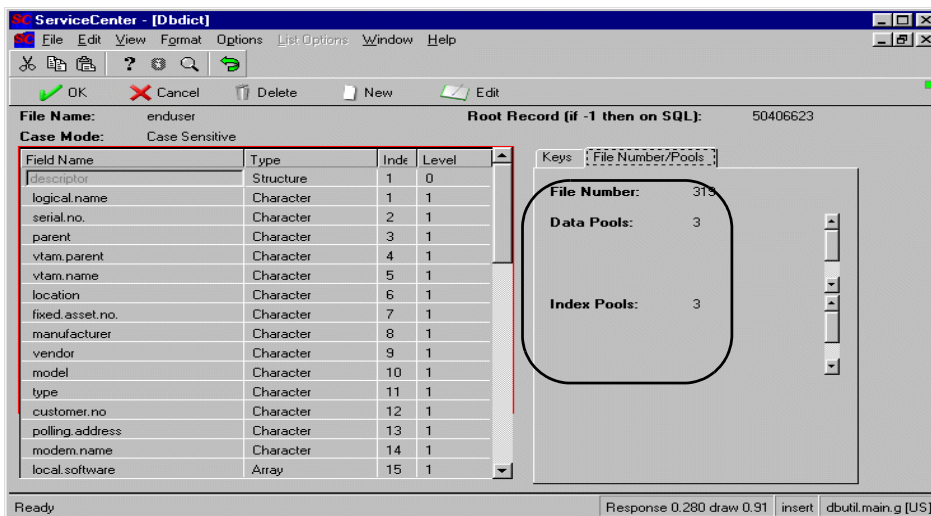 SC ServiceCenter - [Dbdict]
SC File Edit View Format Options List Options Window Help
OK Cancel Delete New Edit
File Name: enduser Root Record (if -1 then on SQL): 50406623
Case Mode: Case Sensitive
Field Name Type Inde Level
descriptor Structure 1 0
logical.name Character 1 1
serial.no. Character 2 1
parent Character 3 1
vtam.parent Character 4 1
vtam.name Character 5 1
location Character 6 1
fixed.asset.no. Character 7 1
manufacturer Character 8 1
vendor Character 9 1
model Character 10 1
type Character 11 1
customer.no Character 12 1
polling.address Character 13 1
modem.name Character 14 1
local.software Array 15 1
Keys File Number/Pools
File Number: 319
Data Pools: 3
Index Pools: 3
Ready Response 0.280 draw 0.91 insert dbutil.main.g [US]